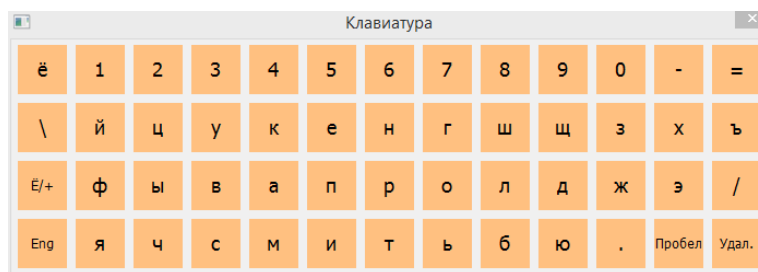 Клавиатура
ё 1 2 3 4 5 6 7 8 9 0 - =
\ й ц у к е н г ш щ з х ъ
Ё/+ ф ы в а п р о л д ж э /
Eng я ч с м и т ь б ю . Пробел Удал.